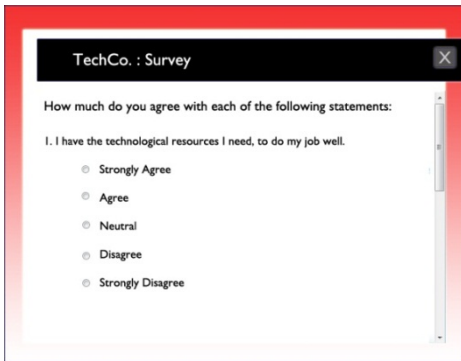 TechCo. : Survey
X
How much do you agree with each of the following statements:
1. I have the technological resources I need, to do my job well.
Strongly Agree
Agree
Neutral
Disagree
Strongly Disagree